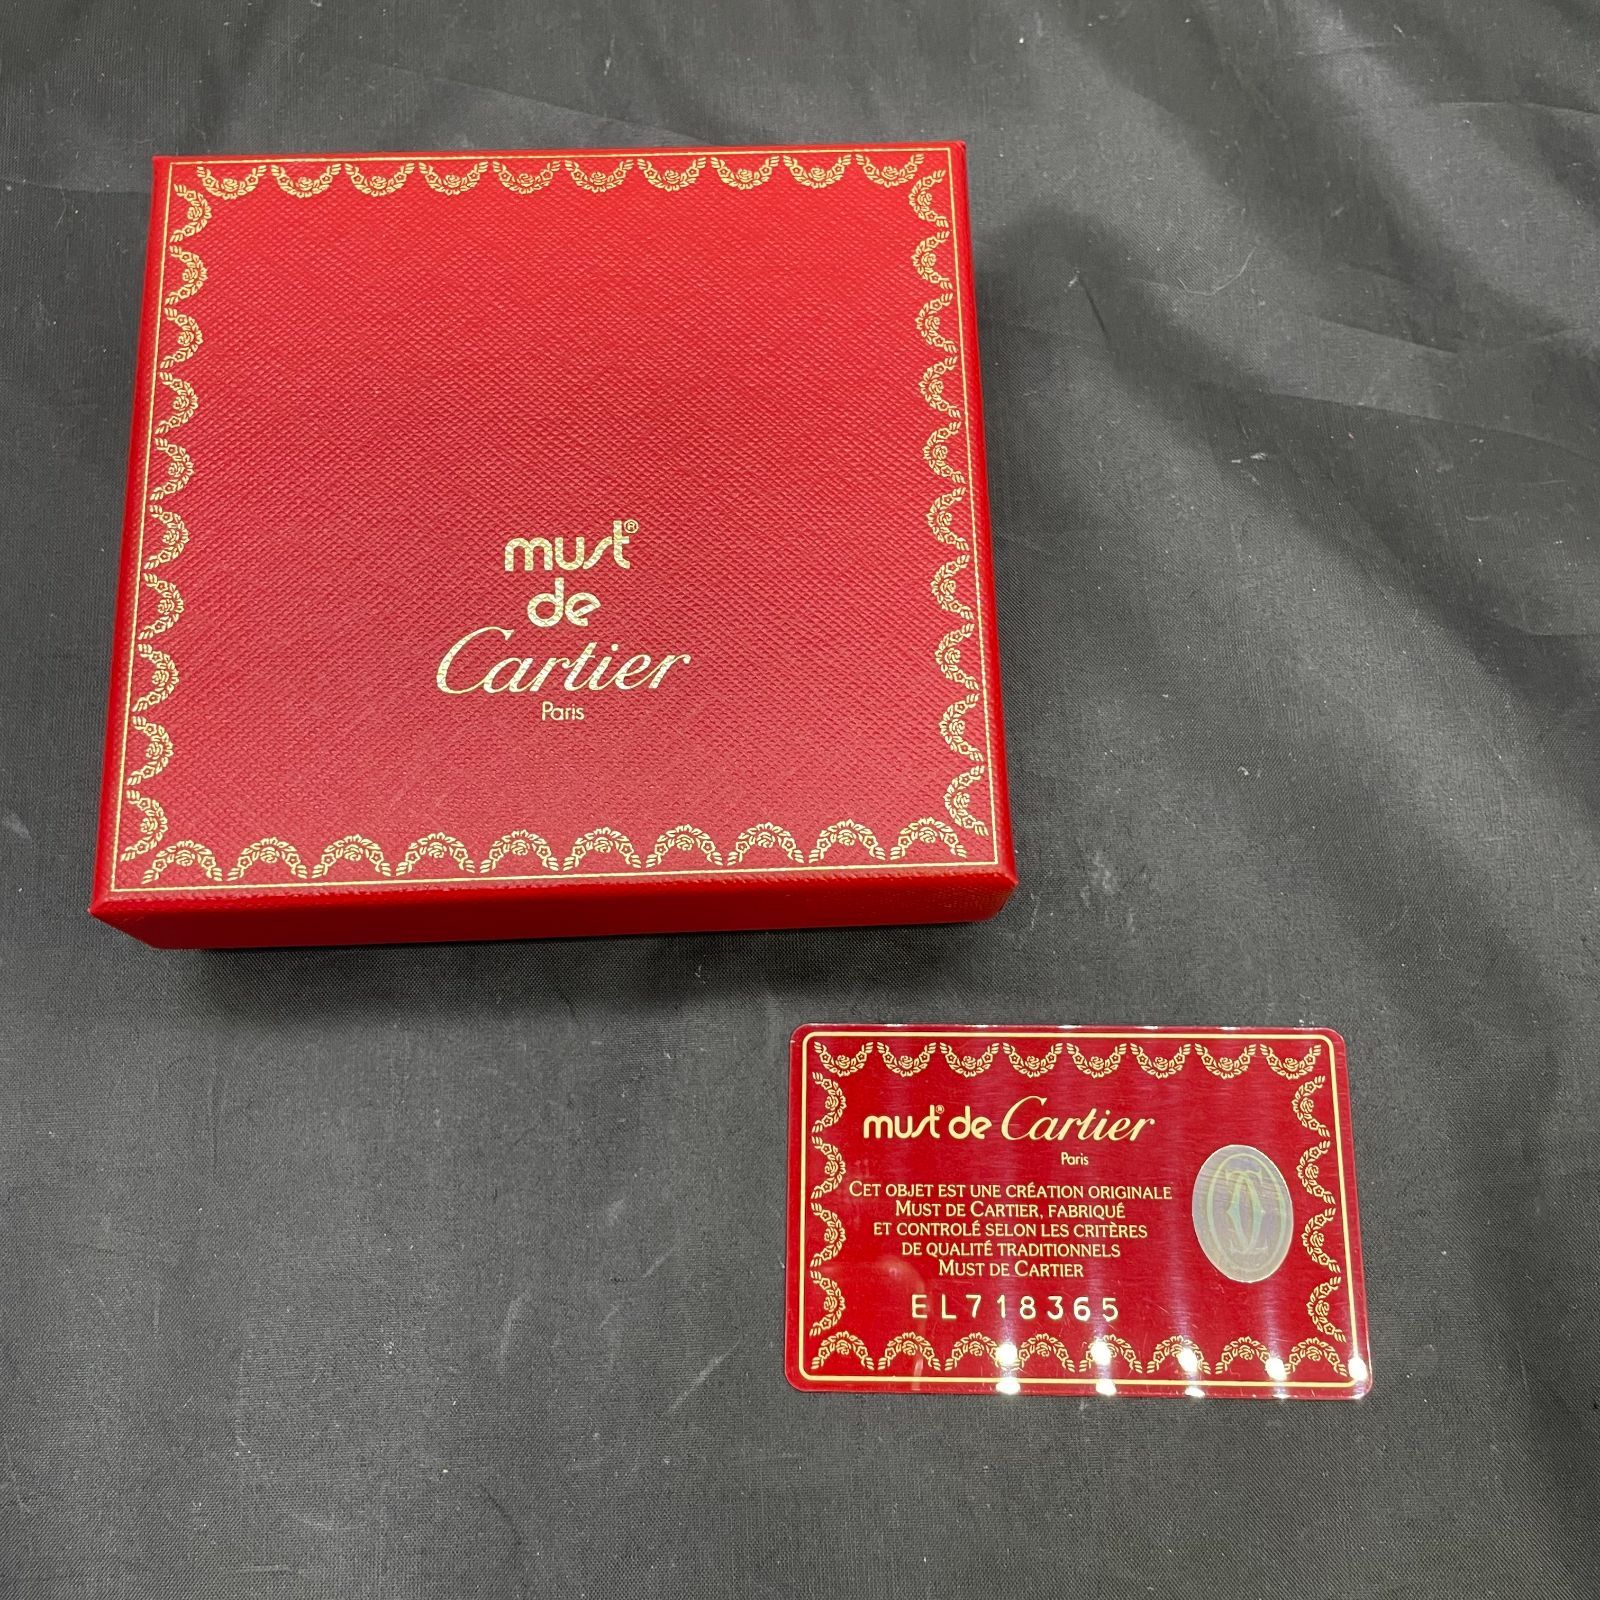 must®
de
Cartier
Paris
must® de Cartier
Paris
CET OBJET EST UNE CRÉATION ORIGINALE
MUST DE CARTIER, FABRIQUÉ
ET CONTROLÉ SELON LES CRITÈRES
DE QUALITÉ TRADITIONNELS
MUST DE CARTIER
EL718365